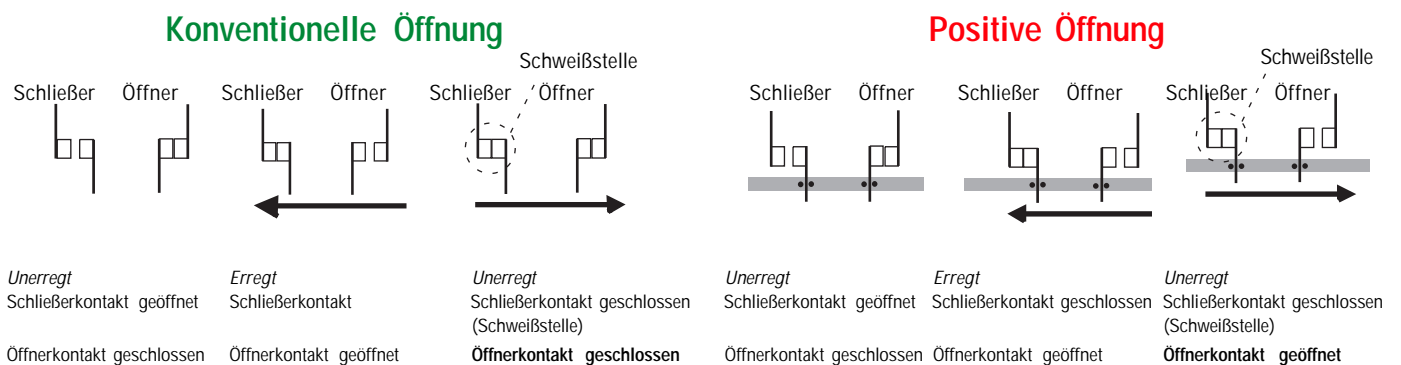 Konventionelle Öffnung
Schweißstelle
Schließer Öffner
Schließer Öffner
Schließer Öffner
Unerregt
Schließerkontakt geöffnet
Öffnerkontakt geschlossen
Erregt
Schließerkontakt
Öffnerkontakt geöffnet
Unerregt
Schließerkontakt geschlossen
(Schweißstelle)
Öffnerkontakt geschlossen
Positive Öffnung
Schweißstelle
Schließer Öffner
Schließer Öffner
Schließer Öffner
Unerregt
Schließerkontakt geöffnet
Öffnerkontakt geschlossen
Erregt
Schließerkontakt geschlossen
Öffnerkontakt geöffnet
Unerregt
Schließerkontakt geschlossen
(Schweißstelle)
Öffnerkontakt geöffnet